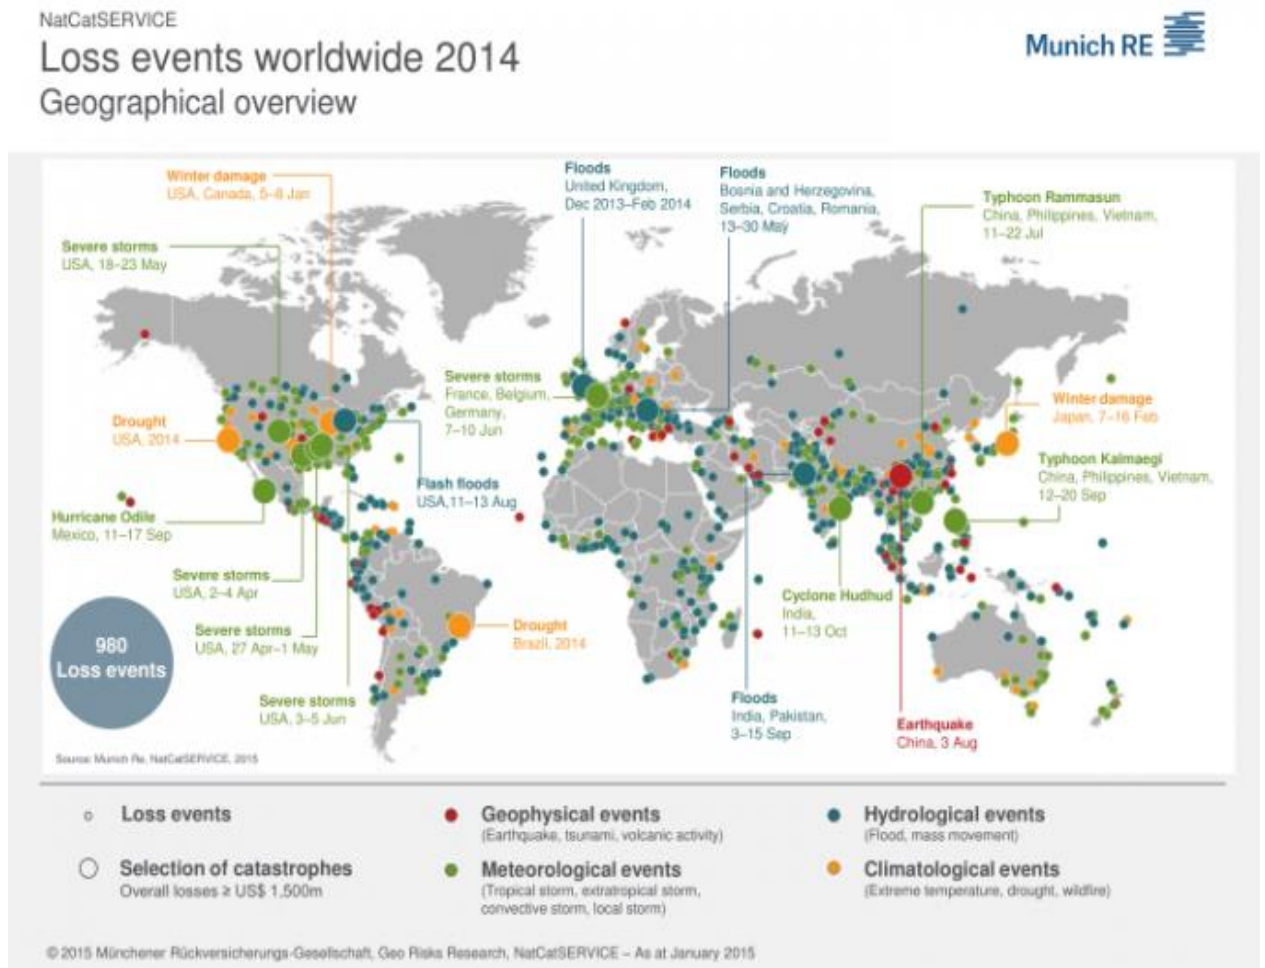 NatCatSERVICE
Loss events worldwide 2014
Geographical overview
Munich RE
Winter damage
USA, Canada, 5–8 Jan
Severe storms
USA, 18–23 May
Floods
United Kingdom,
Dec 2013–Feb 2014
Floods
Bosnia and Herzegovina,
Serbia, Croatia, Romania,
13–30 May
Typhoon Rammasun
China, Philippines, Vietnam,
11–22 Jul
Severe storms
France, Belgium,
Germany,
7–10 Jun
Drought
USA, 2014
Winter damage
Japan, 7–16 Feb
Typhoon Kalmaegi
China, Philippines, Vietnam,
12–20 Sep
Flash floods
USA,11–13 Aug
Hurricane Odile
Mexico, 11–17 Sep
Severe storms
USA, 2–4 Apr
Severe storms
USA, 27 Apr–1 May
Cyclone Hudhud
India,
11–13 Oct
Drought
Brazil, 2014
980
Loss events
Severe storms
USA, 3–5 Jun
Floods
India, Pakistan,
3–15 Sep
Earthquake
China, 3 Aug
Source: Munich Re, NatCatSERVICE, 2015
Loss events
Selection of catastrophes
Overall losses ≥ US$ 1,500m
Geophysical events
(Earthquake, tsunami, volcanic activity)
Meteorological events
(Tropical storm, extratropical storm,
convective storm, local storm)
Hydrological events
(Flood, mass movement)
Climatological events
(Extreme temperature, drought, wildfire)
© 2015 Münchener Rückversicherungs-Gesellschaft, Geo Risks Research, NatCatSERVICE – As at January 2015